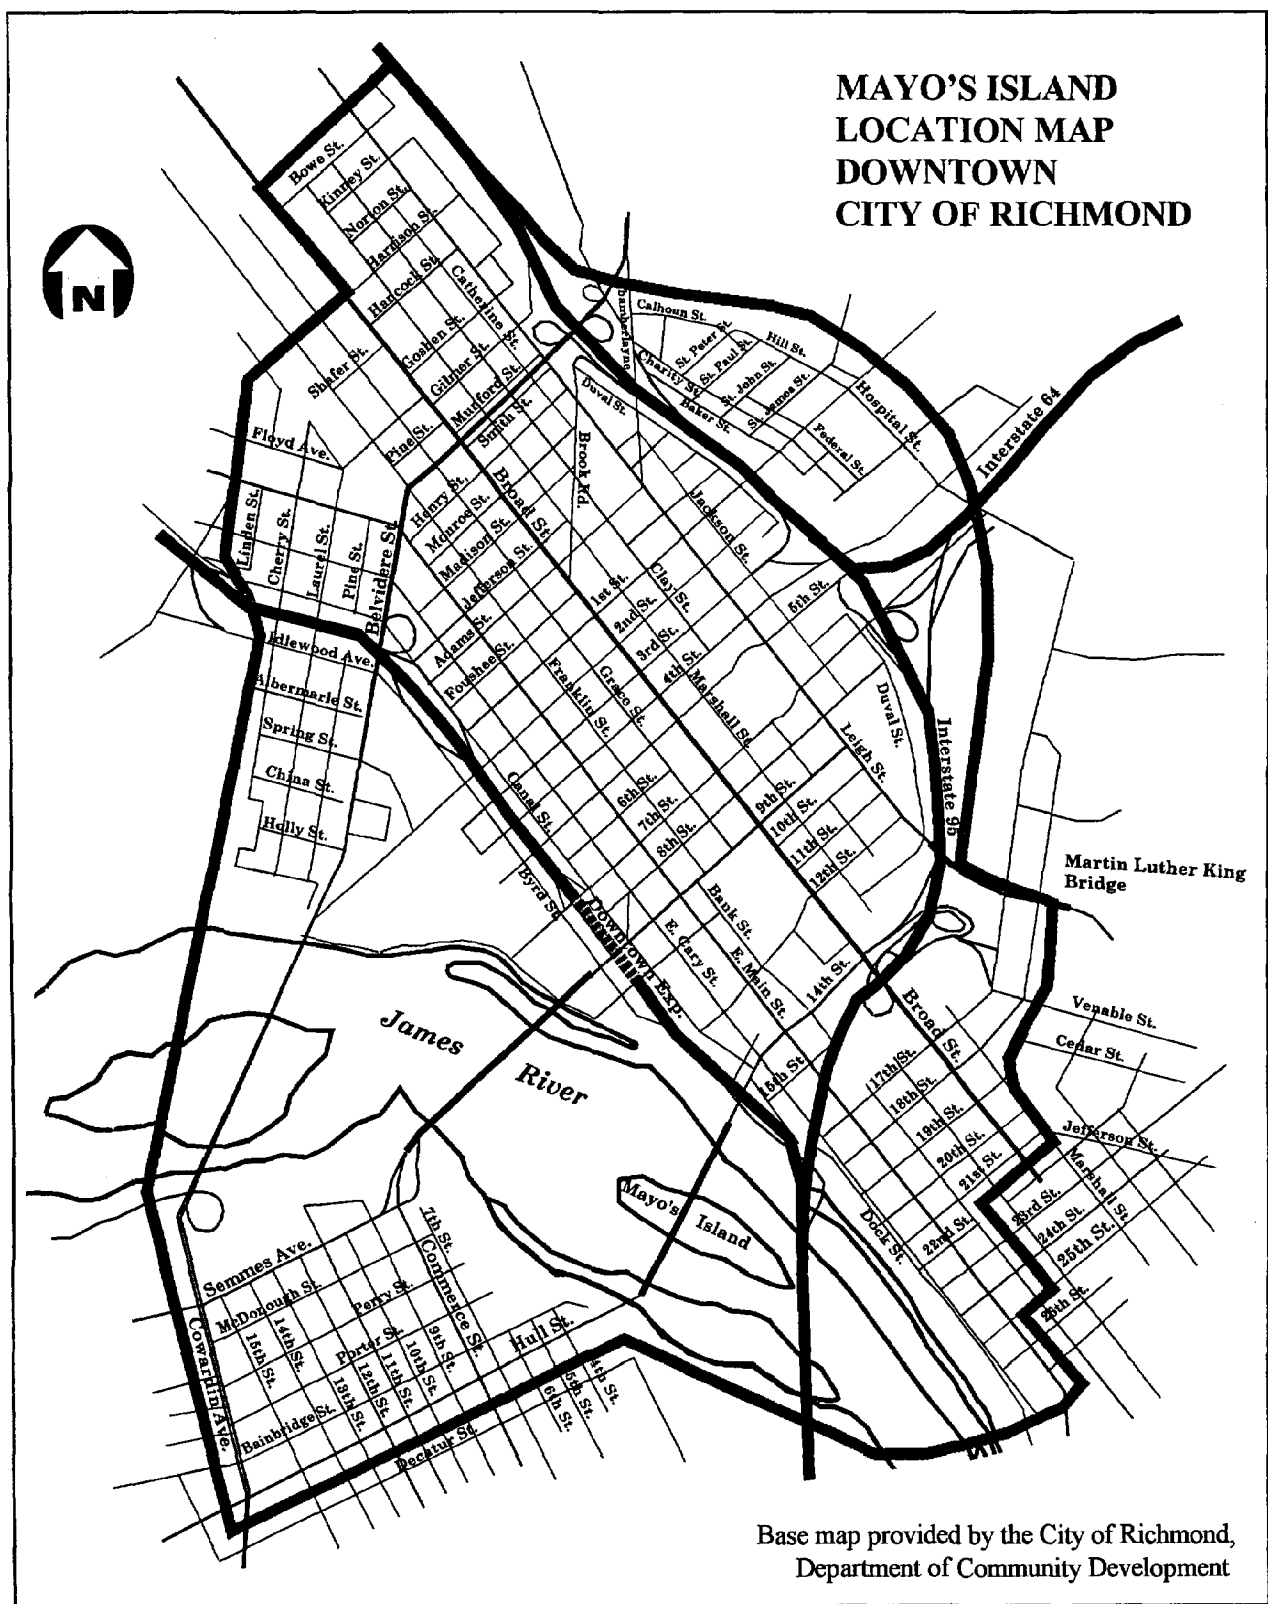 MAYO'S ISLAND
LOCATION MAP
DOWNTOWN
CITY OF RICHMOND
N
Bowe St.
Kinney St.
Norton St.
Harrison St.
Hancock St.
Catherine St.
Goshen St.
Gilmer St.
Shafer St.
Mumford St.
Smith St.
Pine St.
Floyd Ave.
Chamberlayne
Calhoun St.
St. Peter St.
Hill St.
St. Paul St.
Charity St.
St. John St.
St. James St.
Duval St.
Baker St.
Hospital St.
Federal St.
Interstate 64
Brook Rd.
Broad St.
Henry St.
Monroe St.
Madison St.
Jefferson St.
Jackson St.
Linden St.
Cherry St.
Laurel St.
Pine St.
Belvidere St.
1st St.
Clay St.
2nd St.
5th St.
3rd St.
4th St.
Adams St.
Foushee St.
Idlewood Ave.
Albermarle St.
Spring St.
China St.
Holly St.
Franklin St.
Grace St.
Marshall St.
Duval St.
Leigh St.
Interstate 95
Canal St.
6th St.
7th St.
8th St.
9th St.
10th St.
11th St.
12th St.
Martin Luther King
Bridge
Byrd St.
Downtown Exp.
Bank St.
E. Cary St.
E. Main St.
14th St.
Broad St.
Venable St.
Cedar St.
James
River
15th St.
17th St.
18th St.
19th St.
20th St.
21st St.
22nd St.
Jefferson St.
Marshall St.
23rd St.
24th St.
25th St.
26th St.
Mayo's
Island
Dock St.
Semmes Ave.
7th St.
Commerce St.
McDonough St.
Perry St.
Porter St.
Hull St.
Cowardin Ave.
15th St.
14th St.
13th St.
12th St.
11th St.
10th St.
9th St.
6th St.
5th St.
4th St.
Bainbridge St.
Decatur St.
Base map provided by the City of Richmond,
Department of Community Development